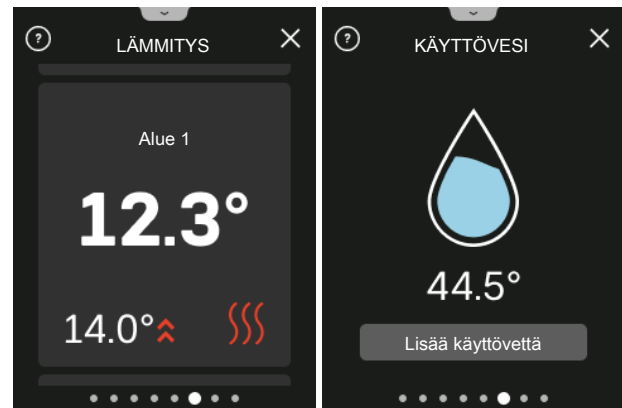 ?
LÄMMITYS
Alue 1
12.3°
14.0°
?
KÄYTTÖVESI
44.5°
Lisää käyttövettä